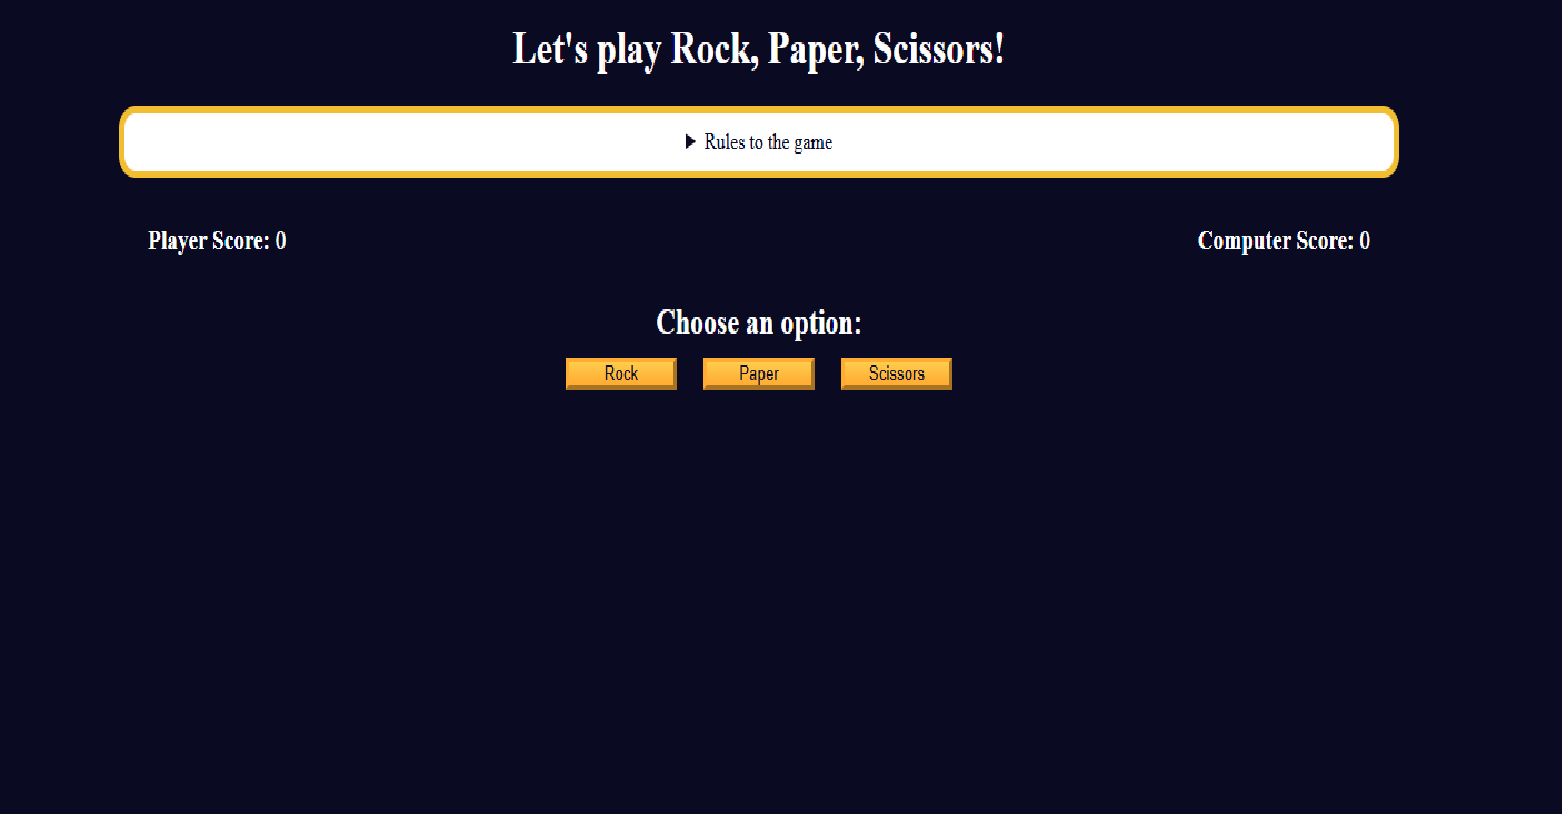 Let's play Rock, Paper, Scissors!
Rules to the game
Player Score: 0
Computer Score: 0
Choose an option:
Rock
Paper
Scissors